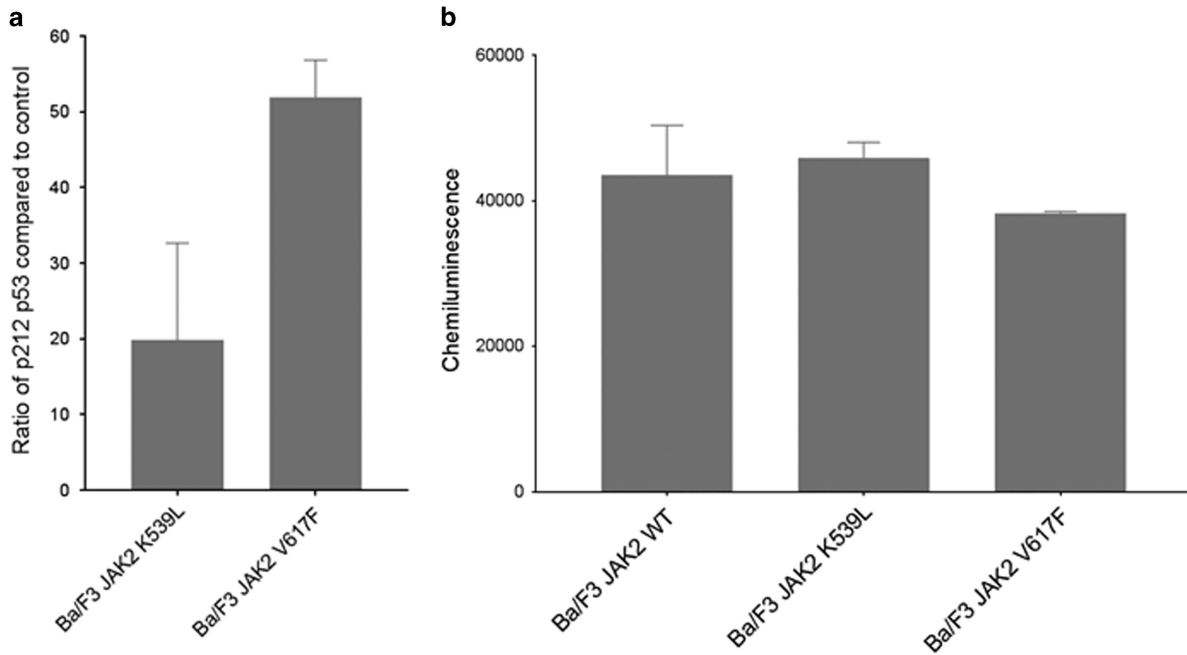 a
Ratio of p212 p53 compared to control
60
50
40
30
20
10
0
Ba/F3 JAK2 K539L
Ba/F3 JAK2 V617F
b
Chemiluminescence
60000
40000
20000
0
Ba/F3 JAK2 WT
Ba/F3 JAK2 K539L
Ba/F3 JAK2 V617F